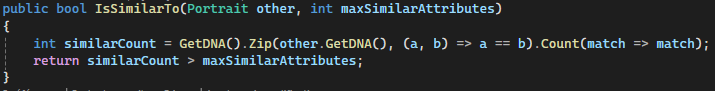 public bool IsSimilarTo(Portrait other, int maxSimilarAttributes)
{
    int similarCount = GetDNA().Zip(other.GetDNA(), (a, b) => a == b).Count(match => match);
    return similarCount > maxSimilarAttributes;
}